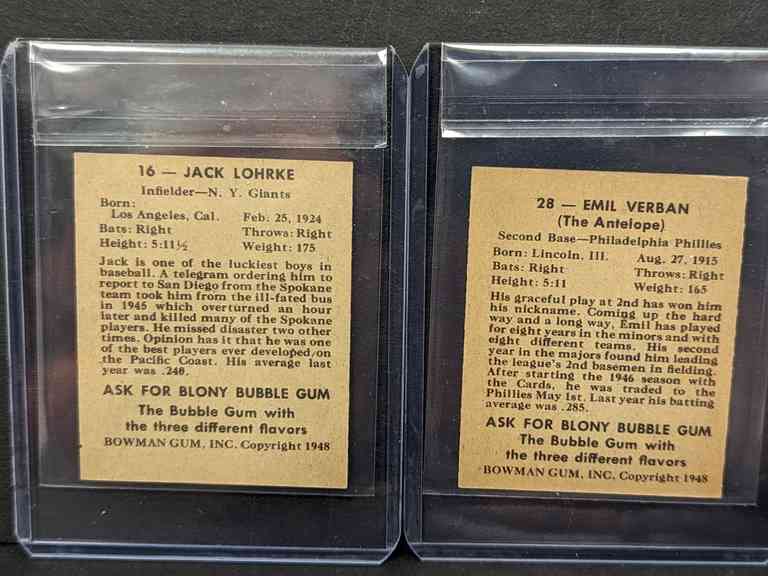 16 — JACK LOHRKE
Infielder—N. Y. Giants
Born:
Los Angeles, Cal. Feb. 25, 1924
Bats: Right Throws: Right
Height: 5:11½ Weight: 175
Jack is one of the luckiest boys in
baseball. A telegram ordering him to
report to San Diego from the Spokane
team took him from the ill-fated bus
in 1945 which overturned an hour
later and killed many of the Spokane
players. He missed disaster two other
times. Opinion has it that he was one
of the best players ever developed on
the Pacific Coast. His average last
year was .240.
ASK FOR BLONY BUBBLE GUM
The Bubble Gum with
the three different flavors
BOWMAN GUM, INC. Copyright 1948
28 — EMIL VERBAN
(The Antelope)
Second Base—Philadelphia Phillies
Born: Lincoln, Ill. Aug. 27, 1915
Bats: Right Throws: Right
Height: 5:11 Weight: 165
His graceful play at 2nd has won him
his nickname. Coming up the hard
way and a long way, Emil has played
for eight years in the minors and with
eight different teams. His second
year in the majors found him leading
the league's 2nd basemen in fielding.
After starting the 1946 season with
the Cards, he was traded to the
Phillies May 1st. Last year his batting
average was .285.
ASK FOR BLONY BUBBLE GUM
The Bubble Gum with
the three different flavors
BOWMAN GUM, INC. Copyright 1948